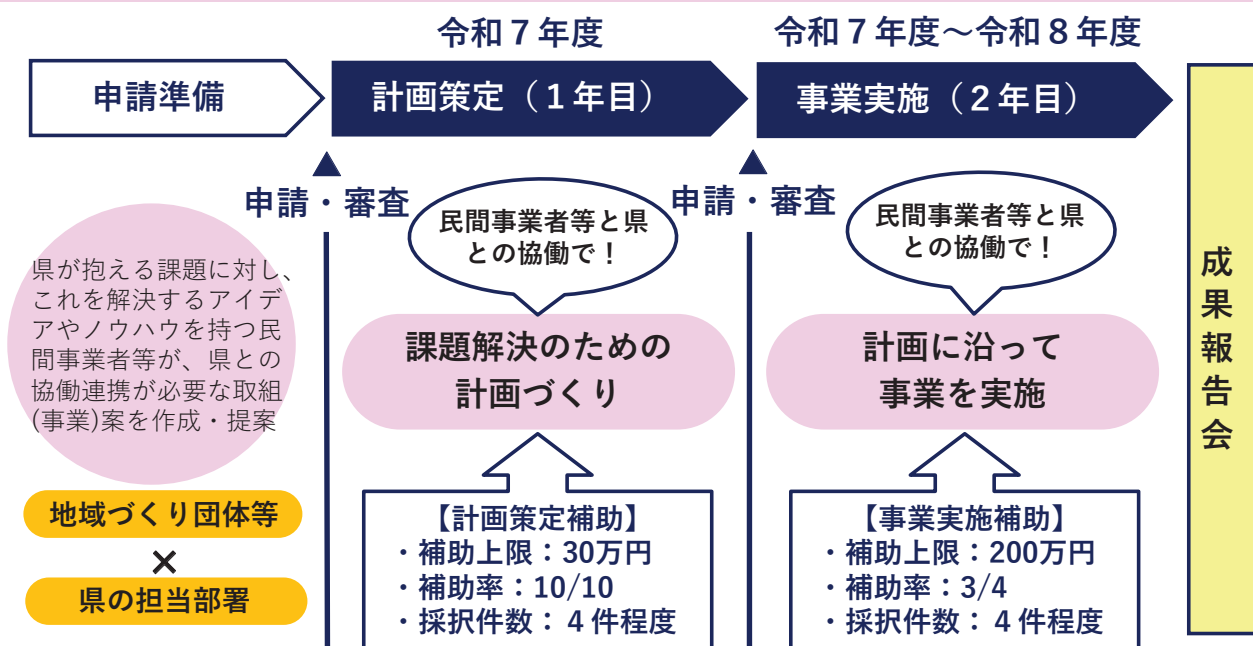 令和７年度
令和７年度～令和８年度
申請準備
計画策定（１年目）
事業実施（２年目）
申請・審査
申請・審査
県が抱える課題に対し、
これを解決するアイデ
アやノウハウを持つ民
間事業者等が、県との
協働連携が必要な取組
(事業)案を作成・提案
地域づくり団体等
×
県の担当部署
民間事業者等と県
との協働で！
課題解決のための
計画づくり
【計画策定補助】
・補助上限：30万円
・補助率：10/10
・採択件数：４件程度
民間事業者等と県
との協働で！
計画に沿って
事業を実施
【事業実施補助】
・補助上限：200万円
・補助率：3/4
・採択件数：４件程度
成果報告会